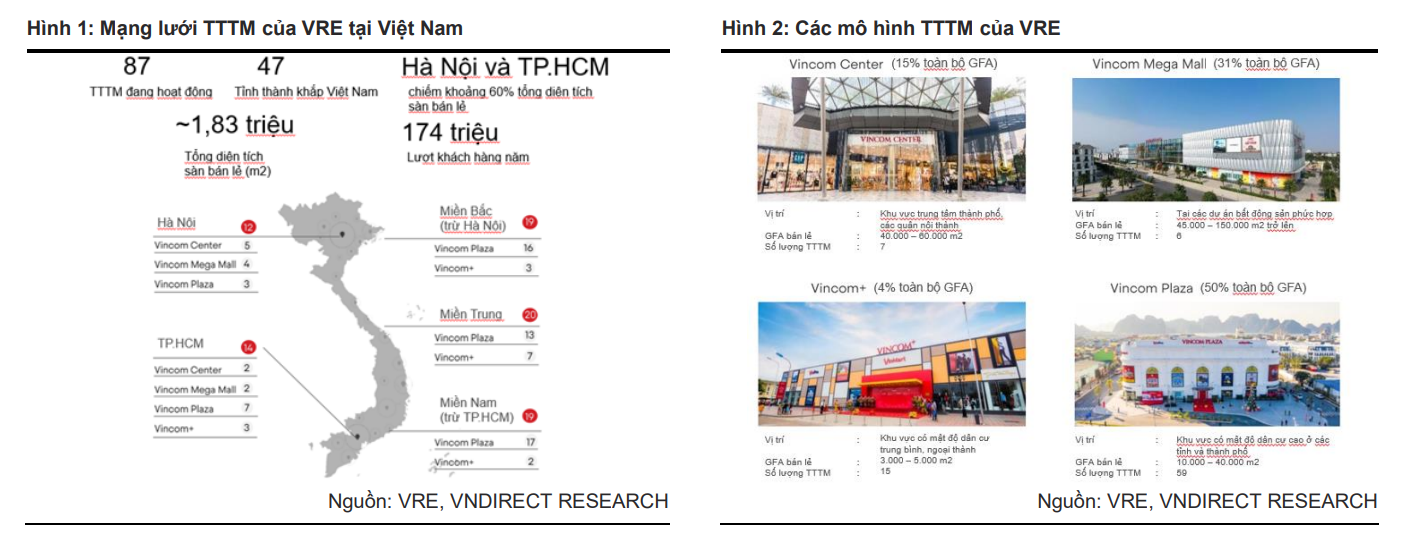 Hình 1: Mạng lưới TTTM của VRE tại Việt Nam
87
TTTM đang hoạt động
47
Tỉnh thành khắp Việt Nam
Hà Nội và TP.HCM
chiếm khoảng 60% tổng diện tích
sàn bán lẻ
~1,83 triệu
Tổng diện tích
sàn bán lẻ (m2)
174 triệu
Lượt khách hàng năm
Hà Nội 12
Vincom Center 5
Vincom Mega Mall 4
Vincom Plaza 3
TP.HCM 14
Vincom Center 2
Vincom Mega Mall 2
Vincom Plaza 7
Vincom+ 3
Miền Bắc
(trừ Hà Nội) 19
Vincom Plaza 16
Vincom+ 3
Miền Trung 20
Vincom Plaza 13
Vincom+ 7
Miền Nam
(trừ TP.HCM) 19
Vincom Plaza 17
Vincom+ 2
Nguồn: VRE, VNDIRECT RESEARCH
Hình 2: Các mô hình TTTM của VRE
Vincom Center (15% toàn bộ GFA)
VINCOM CENTER
GAP
Vị trí : Khu vực trung tâm thành phố,
các quận nội thành
GFA bán lẻ : 40.000 – 60.000 m2
Số lượng TTTM : 7
Vincom Mega Mall (31% toàn bộ GFA)
Vị trí : Tại các dự án bất động sản phức hợp
GFA bán lẻ : 45.000 – 150.000 m2 trở lên
Số lượng TTTM : 6
Vincom+ (4% toàn bộ GFA)
VINCOM+
Vị trí : Khu vực có mật độ dân cư
trung bình, ngoại thành
GFA bán lẻ : 3.000 – 5.000 m2
Số lượng TTTM : 15
Vincom Plaza (50% toàn bộ GFA)
VINCOM PLAZA
Vị trí : Khu vực có mật độ dân cư cao ở các
tỉnh và thành phố
GFA bán lẻ : 10.000 – 40.000 m2
Số lượng TTTM : 59
Nguồn: VRE, VNDIRECT RESEARCH